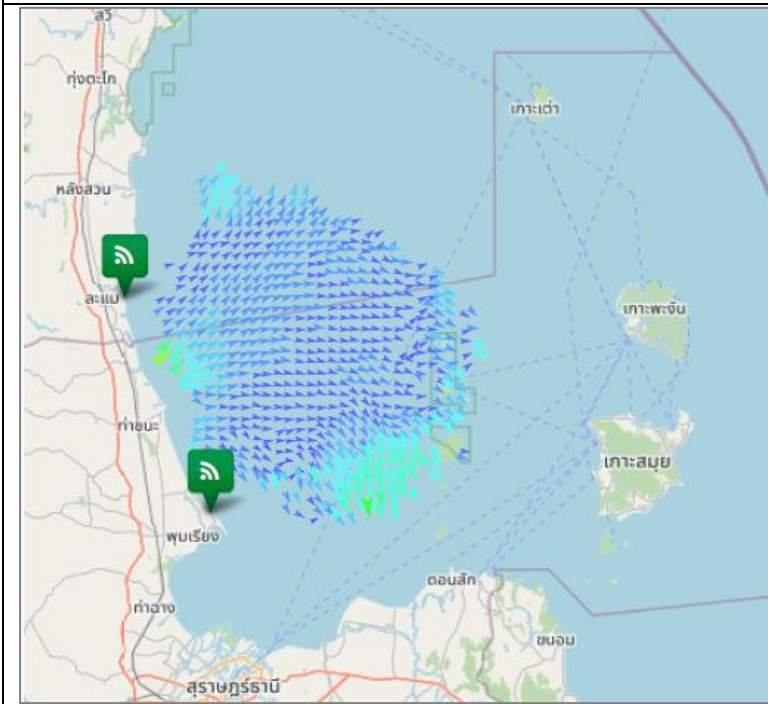 สวี
ทุ่งตะโก
เกาะเต่า
หลังสวน
ละแม
เกาะพะงัน
ท่าชนะ
เกาะสมุย
พุมเรียง
ดอนสัก
ท่าฉาง
ขนอม
สุราษฎร์ธานี